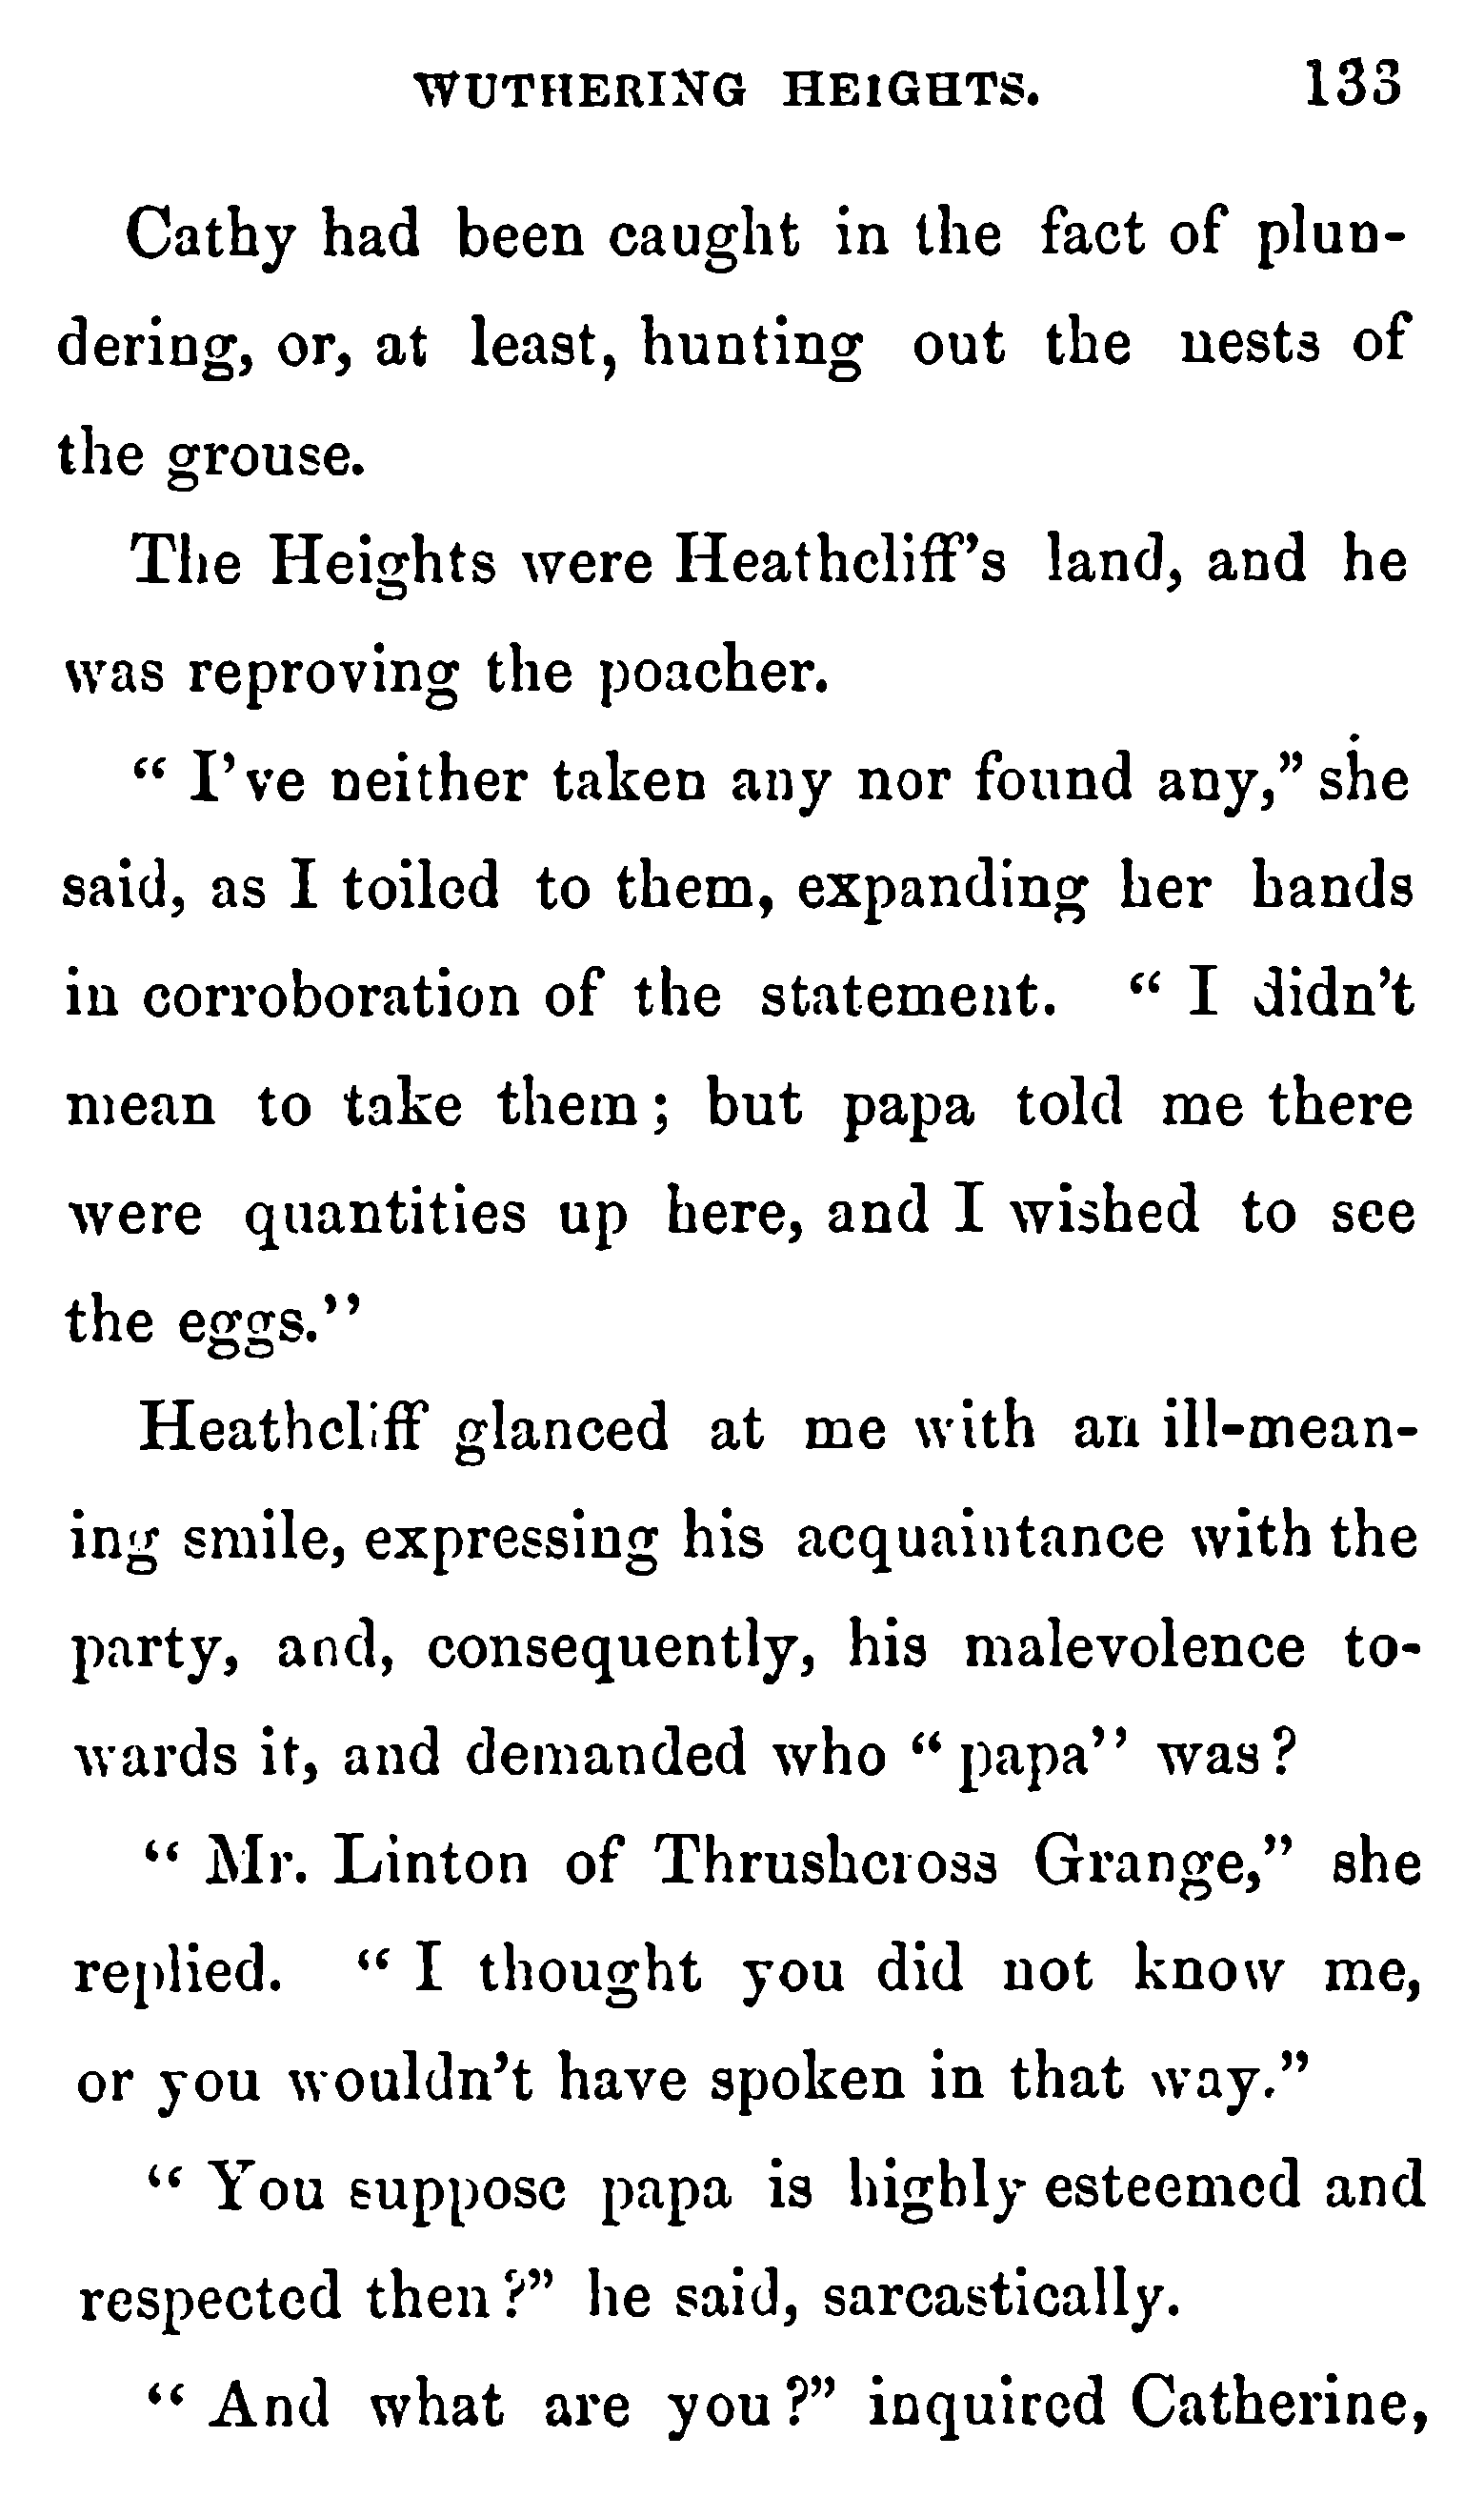 WUTHERING HEIGHTS. 133
Cathy had been caught in the fact of plun-
dering, or, at least, hunting out the nests of
the grouse.
The Heights were Heathcliff's land, and he
was reproving the poacher.
" I've neither taken any nor found any," she
said, as I toiled to them, expanding her hands
in corroboration of the statement. " I didn't
mean to take them; but papa told me there
were quantities up here, and I wished to see
the eggs."
Heathcliff glanced at me with an ill-mean-
ing smile, expressing his acquaintance with the
party, and, consequently, his malevolence to-
wards it, and demanded who "papa" was?
" Mr. Linton of Thrushcross Grange," she
replied. " I thought you did not know me,
or you wouldn't have spoken in that way."
" You suppose papa is highly esteemed and
respected then?" he said, sarcastically.
" And what are you?" inquired Catherine,